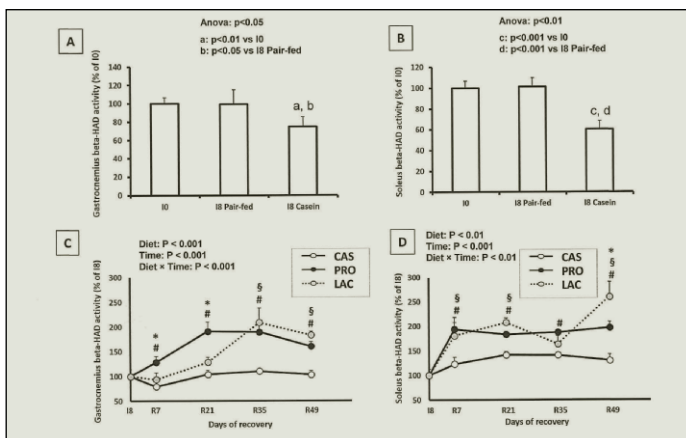 Anova: p<0.05
A
a: p<0.01 vs I0
b: p<0.05 vs I8 Pair-fed
Gastrocnemius beta-HAD activity (% of I0)
140
120
100
80
60
40
20
0
a, b
I0
I8 Pair-fed
I8 Casein
Anova: p<0.01
B
c: p<0.001 vs I0
d: p<0.001 vs I8 Pair-fed
Soleus beta-HAD activity (% of I0)
120
100
80
60
40
20
0
c, d
I0
I8 Pair-fed
I8 Casein
C
Diet: P < 0.001
Time: P < 0.001
Diet × Time: P < 0.001
CAS
PRO
LAC
Gastrocnemius beta-HAD activity (% of I8)
300
250
200
150
100
50
*
#
*
#
§
#
§
#
I8
R7
R21
R35
R49
Days of recovery
D
Diet: P < 0.01
Time: P < 0.001
Diet × Time: P < 0.01
CAS
PRO
LAC
Soleus beta-HAD activity (% of I8)
300
250
200
150
100
50
§
#
§
#
#
*
§
#
I8
R7
R21
R35
R49
Days of recovery